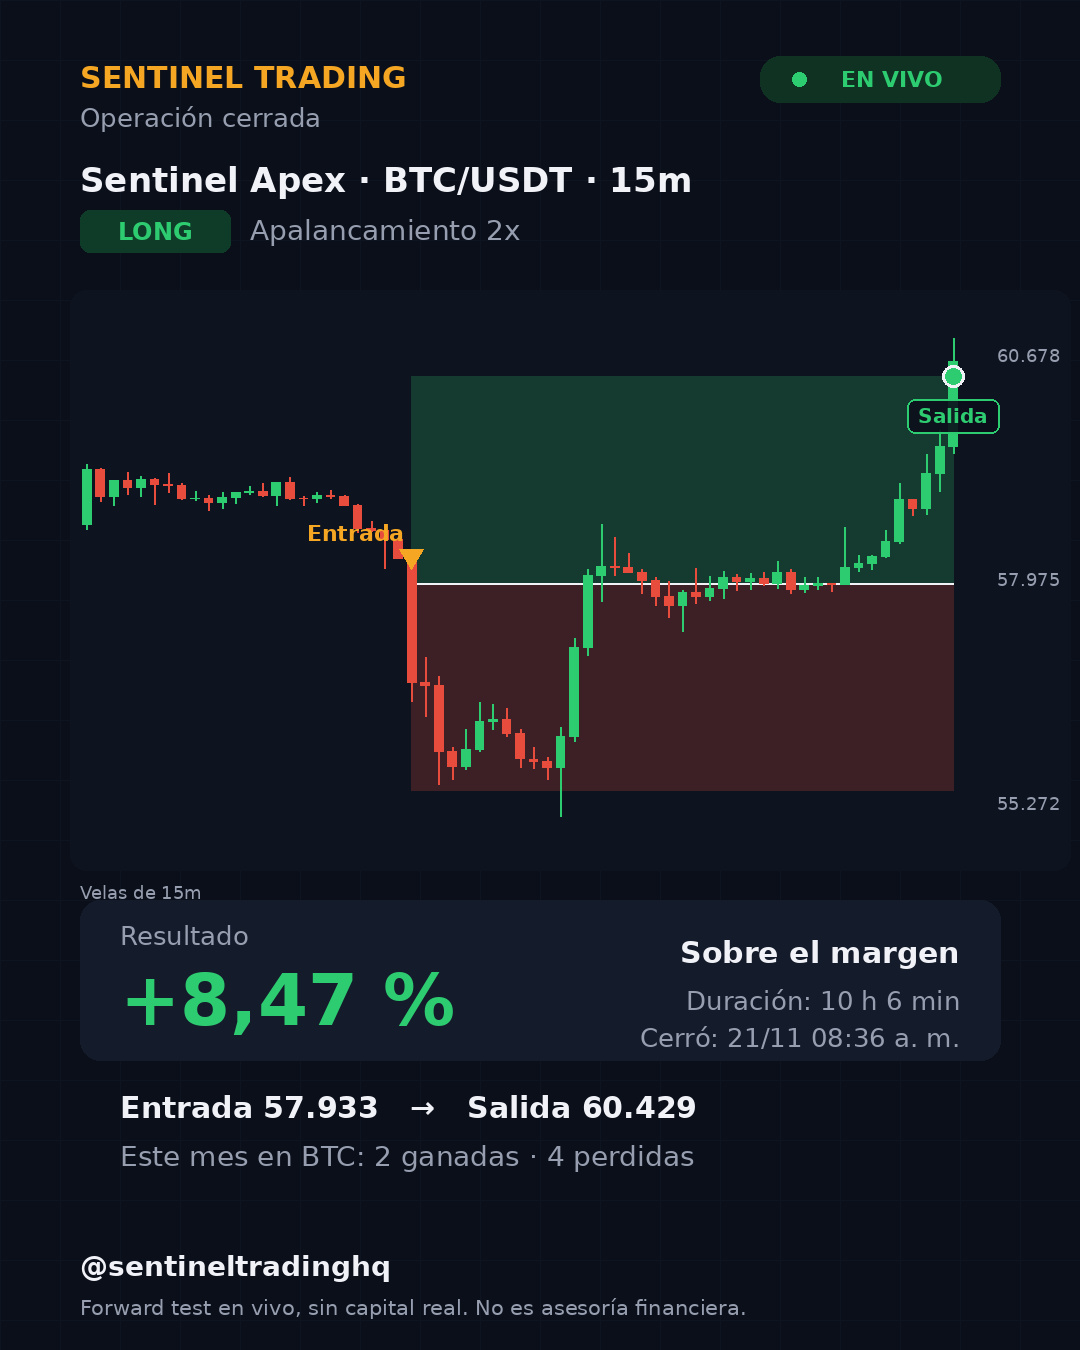 SENTINEL TRADING
EN VIVO
Operación cerrada
Sentinel Apex · BTC/USDT · 15m
LONG
Apalancamiento 2x
60.678
Salida
Entrada
57.975
55.272
Velas de 15m
Resultado
+8,47 %
Sobre el margen
Duración: 10 h 6 min
Cerró: 21/11 08:36 a. m.
Entrada 57.933 → Salida 60.429
Este mes en BTC: 2 ganadas · 4 perdidas
@sentineltradinghq
Forward test en vivo, sin capital real. No es asesoría financiera.